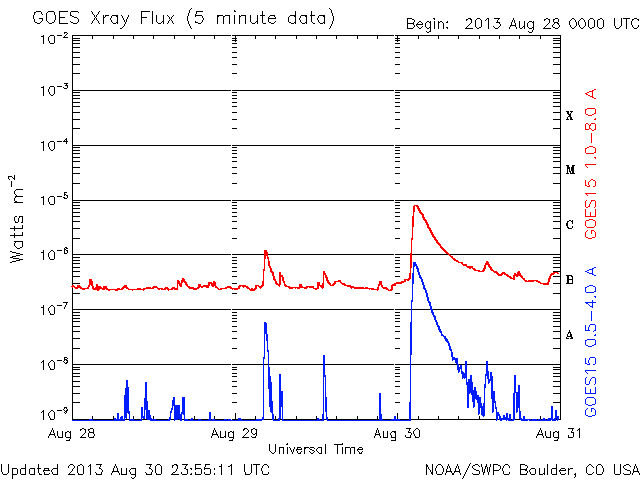 GOES Xray Flux (5 minute data)
Begin: 2013 Aug 28 0000 UTC
10⁻²
10⁻³
10⁻⁴
10⁻⁵
10⁻⁶
10⁻⁷
10⁻⁸
10⁻⁹
Watts m⁻²
X
M
C
B
A
GOES15 1.0-8.0 A
GOES15 0.5-4.0 A
Aug 28
Aug 29
Aug 30
Aug 31
Universal Time
Updated 2013 Aug 30 23:55:11 UTC
NOAA/SWPC Boulder, CO USA